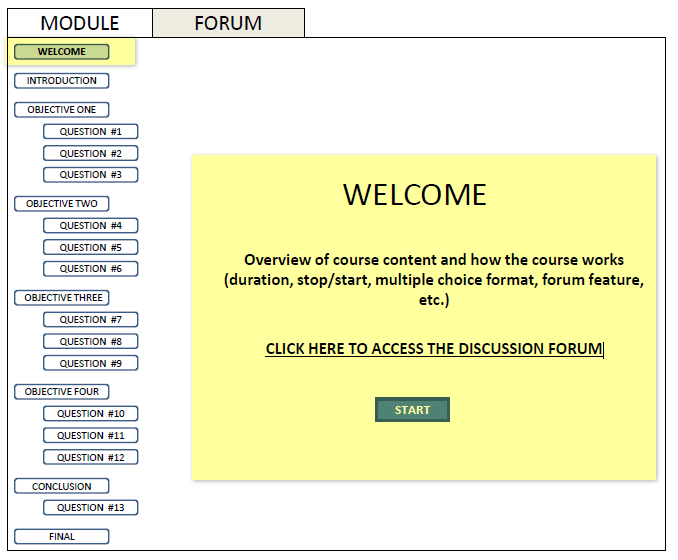 MODULE
FORUM
WELCOME
INTRODUCTION
OBJECTIVE ONE
QUESTION #1
QUESTION #2
QUESTION #3
OBJECTIVE TWO
QUESTION #4
QUESTION #5
QUESTION #6
OBJECTIVE THREE
QUESTION #7
QUESTION #8
QUESTION #9
OBJECTIVE FOUR
QUESTION #10
QUESTION #11
QUESTION #12
CONCLUSION
QUESTION #13
FINAL
WELCOME
Overview of course content and how the course works
(duration, stop/start, multiple choice format, forum feature,
etc.)
CLICK HERE TO ACCESS THE DISCUSSION FORUM
START